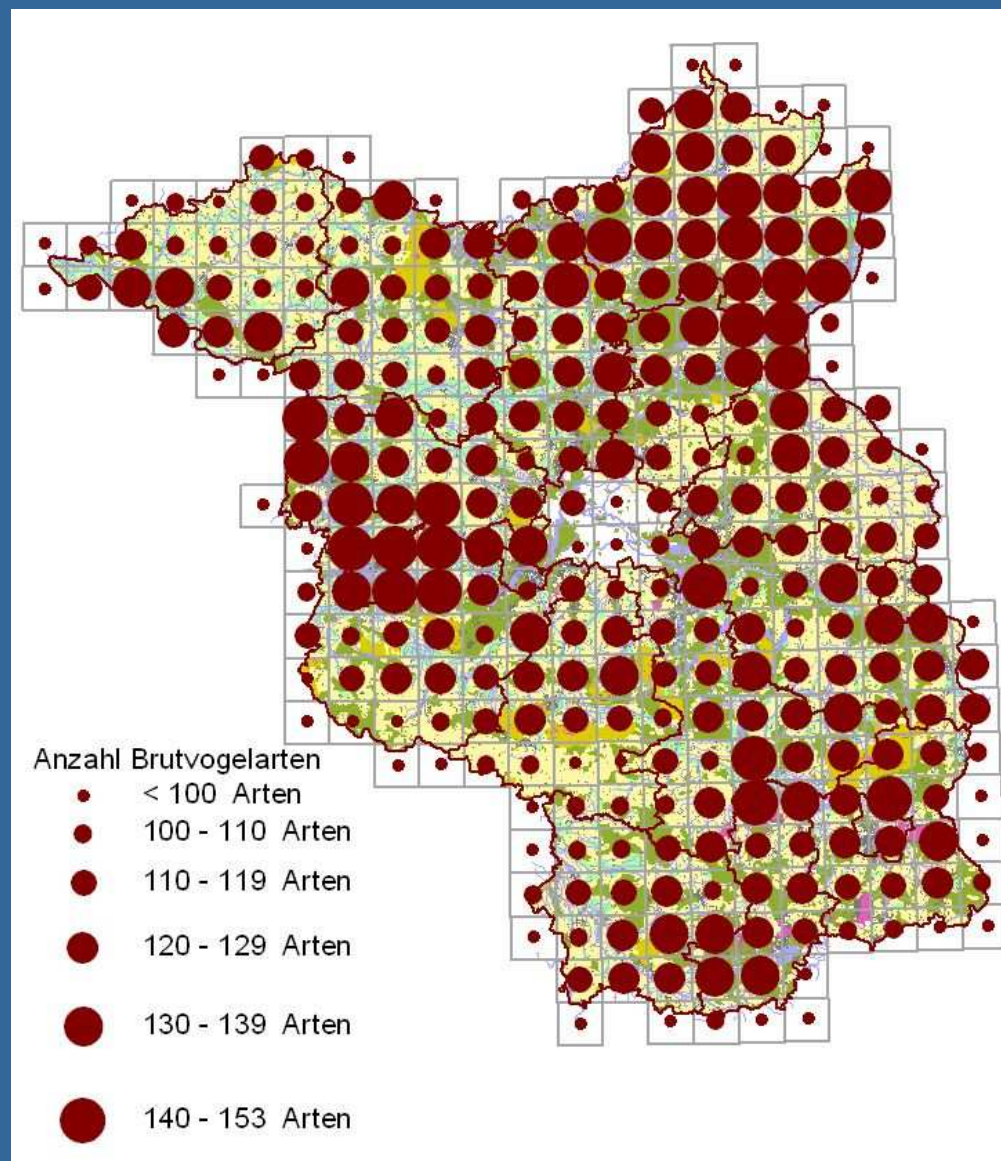 Anzahl Brutvogelarten
< 100 Arten
100 - 110 Arten
110 - 119 Arten
120 - 129 Arten
130 - 139 Arten
140 - 153 Arten